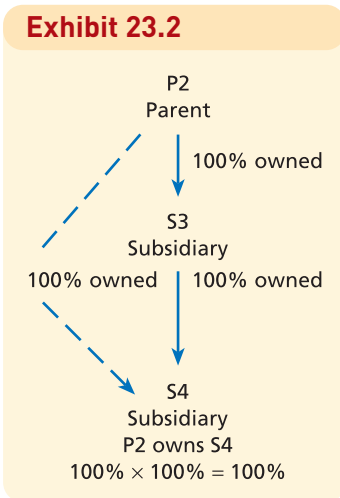 Exhibit 23.2
P2
Parent
100% owned
S3
Subsidiary
100% owned
100% owned
S4
Subsidiary
P2 owns S4
100% × 100% = 100%